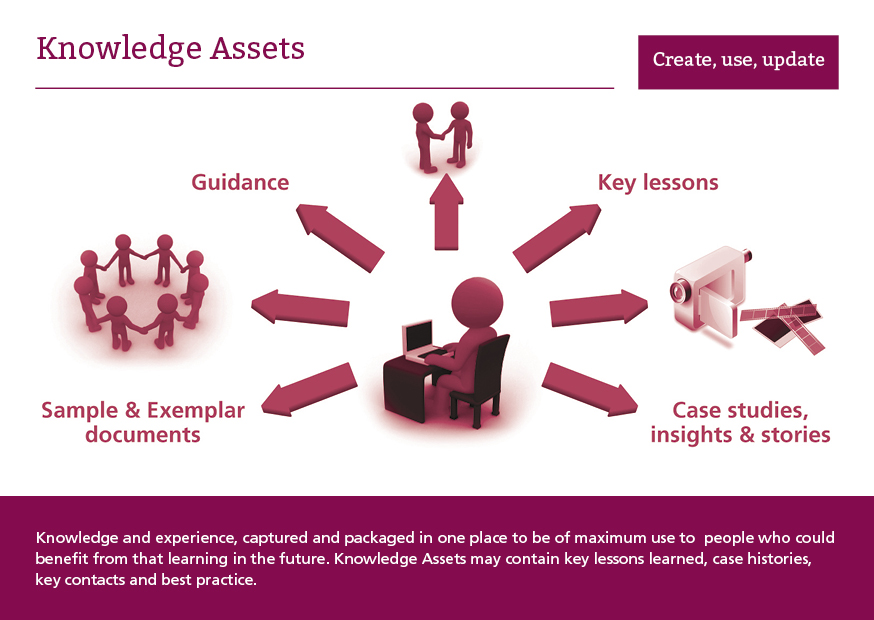 Knowledge Assets
Create, use, update
Guidance
Key lessons
Sample & Exemplar
documents
Case studies,
insights & stories
Knowledge and experience, captured and packaged in one place to be of maximum use to  people who could
benefit from that learning in the future. Knowledge Assets may contain key lessons learned, case histories,
key contacts and best practice.